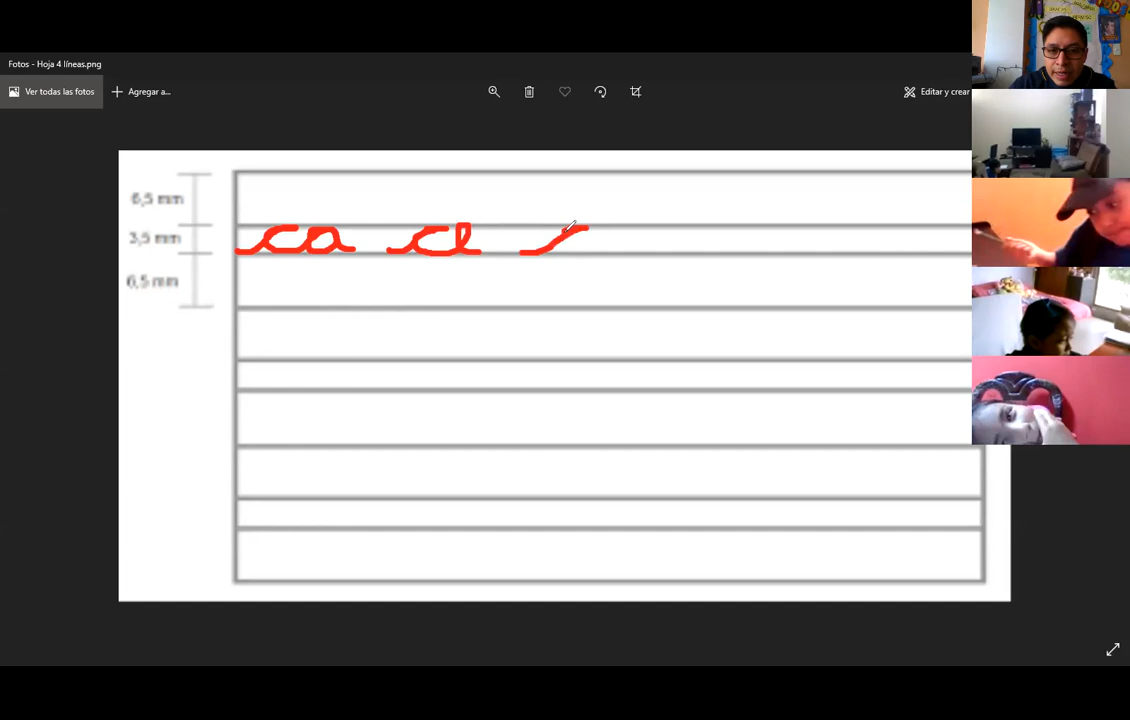 Fotos - Hoja 4 líneas.png
Ver todas las fotos
Agregar a...
Editar y crear
6,5 mm
3,5 mm
6,5 mm
ca ce